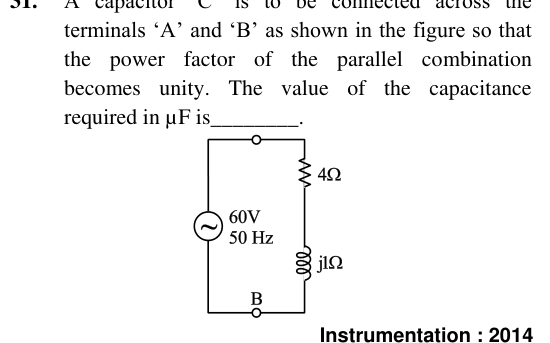 31. A capacitor 'C' is to be connected across the
terminals 'A' and 'B' as shown in the figure so that
the power factor of the parallel combination
becomes unity. The value of the capacitance
required in µF is________.
4Ω
60V
50 Hz
j1Ω
B
Instrumentation : 2014